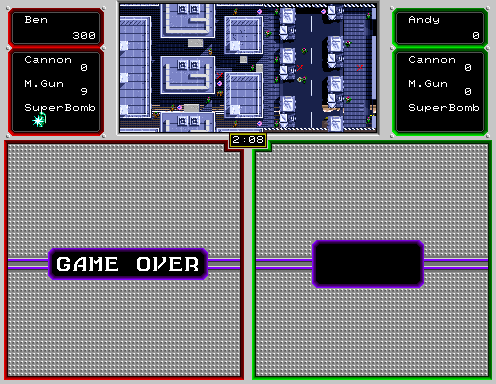 Ben
300
Cannon
0
M.Gun
9
SuperBomb
Andy
0
Cannon
0
M.Gun
0
SuperBomb
2:08
GAME OVER